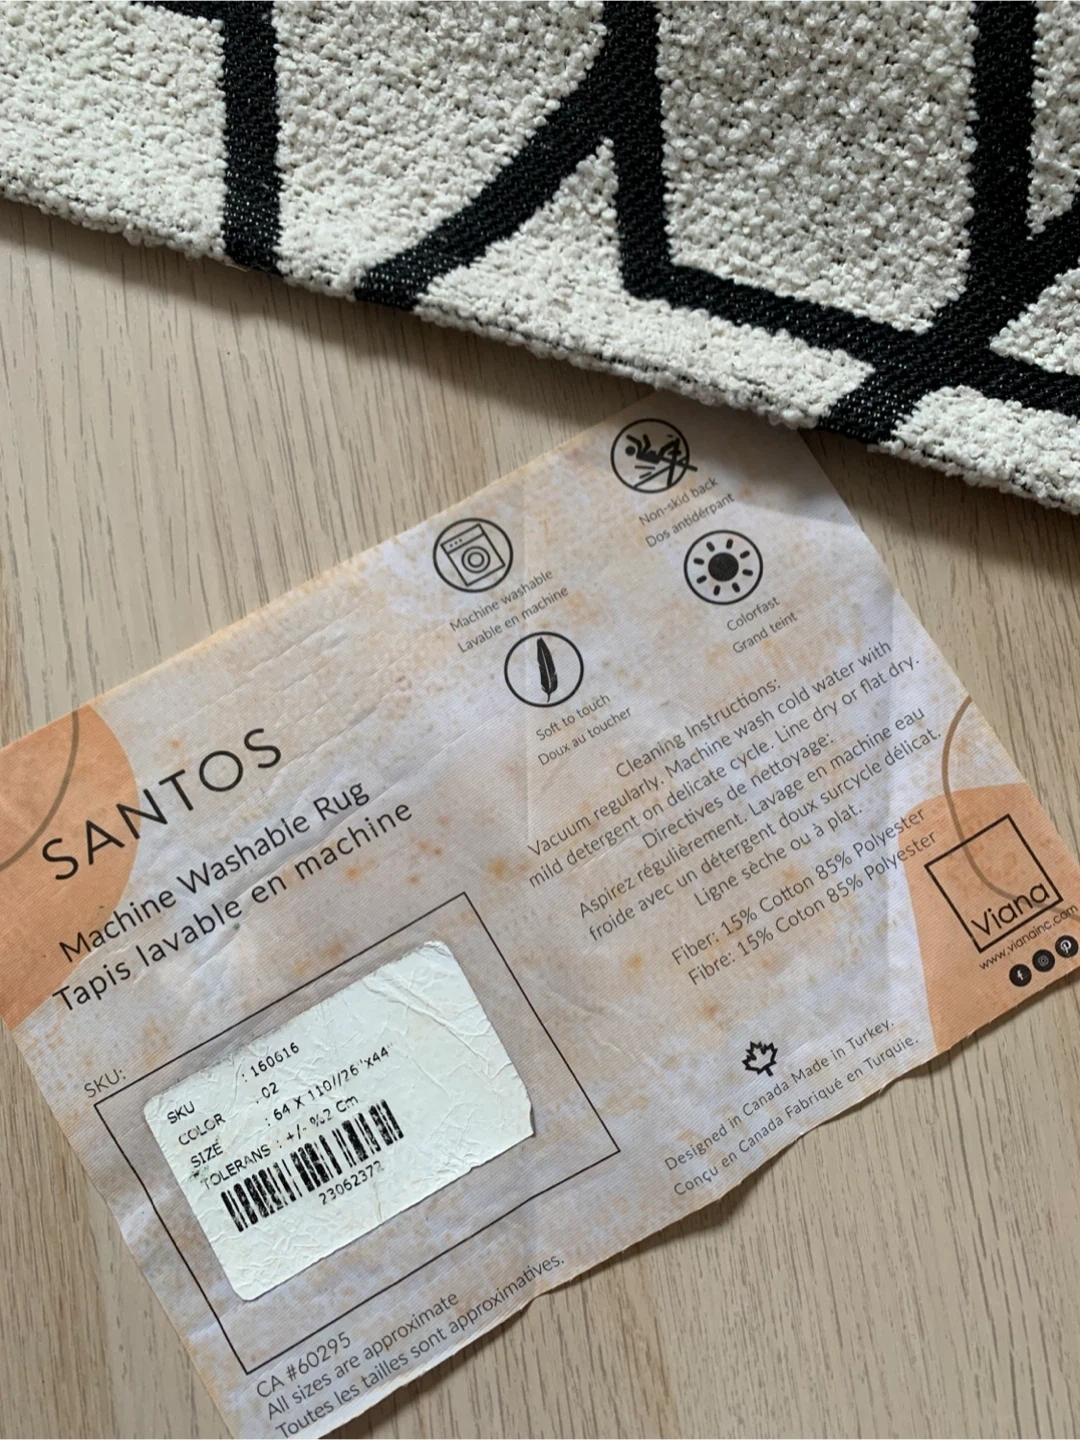 Non-skid back
Dos antidérpant
Machine washable
Lavable en machine
Colorfast
Grand teint
Soft to touch
Doux au toucher
SANTOS
Machine Washable Rug
Tapis lavable en machine
Cleaning Instructions:
Vacuum regularly. Machine wash cold water with
mild detergent on delicate cycle. Line dry or flat dry.
Directives de nettoyage:
Aspirez régulièrement. Lavage en machine eau
froide avec un détergent doux surcycle délicat.
Ligne sèche ou à plat.
Fiber: 15% Cotton 85% Polyester
Fibre: 15% Coton 85% Polyester
Viana
www.vianainc.com
SKU:
SKU : 160616
COLOR : 02
SIZE : 64 X 110//26"x44"
TOLERANS : +/- %2 Cm
23062372
Designed in Canada Made in Turkey.
Conçu en Canada Fabriqué en Turquie.
CA #60295
All sizes are approximate
Toutes les tailles sont approximatives.